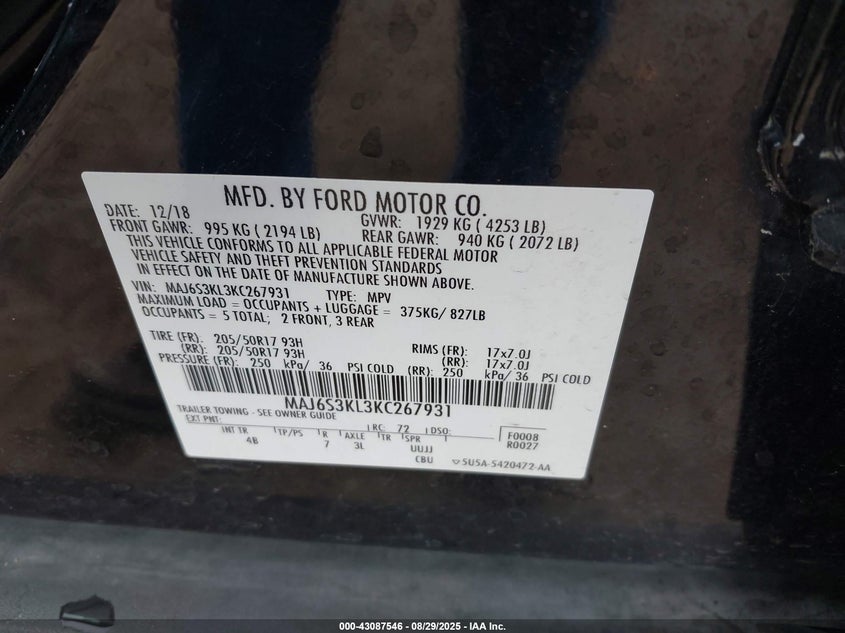 MFD. BY FORD MOTOR CO.
DATE: 12/18 GVWR: 1929 KG ( 4253 LB)
FRONT GAWR: 995 KG ( 2194 LB) REAR GAWR: 940 KG ( 2072 LB)
THIS VEHICLE CONFORMS TO ALL APPLICABLE FEDERAL MOTOR
VEHICLE SAFETY AND THEFT PREVENTION STANDARDS
IN EFFECT ON THE DATE OF MANUFACTURE SHOWN ABOVE.
VIN: MAJ6S3KL3KC267931 TYPE: MPV
MAXIMUM LOAD = OCCUPANTS + LUGGAGE = 375KG/ 827LB
OCCUPANTS = 5 TOTAL; 2 FRONT, 3 REAR
TIRE (FR): 205/50R17 93H RIMS (FR): 17x7.0J
(RR): 205/50R17 93H (RR): 17x7.0J
PRESSURE (FR): 250 kPa/ 36 PSI COLD (RR): 250 kPa/ 36 PSI COLD
MAJ6S3KL3KC267931
TRAILER TOWING - SEE OWNER GUIDE
EXT PNT: RC: 72 DSO: F0008
INT TR TP/PS R AXLE TR SPR R0027
4B 7 3L UUJJ
CBU 5U5A-5420472-AA
000-43087546 - 08/29/2025 - IAA Inc.